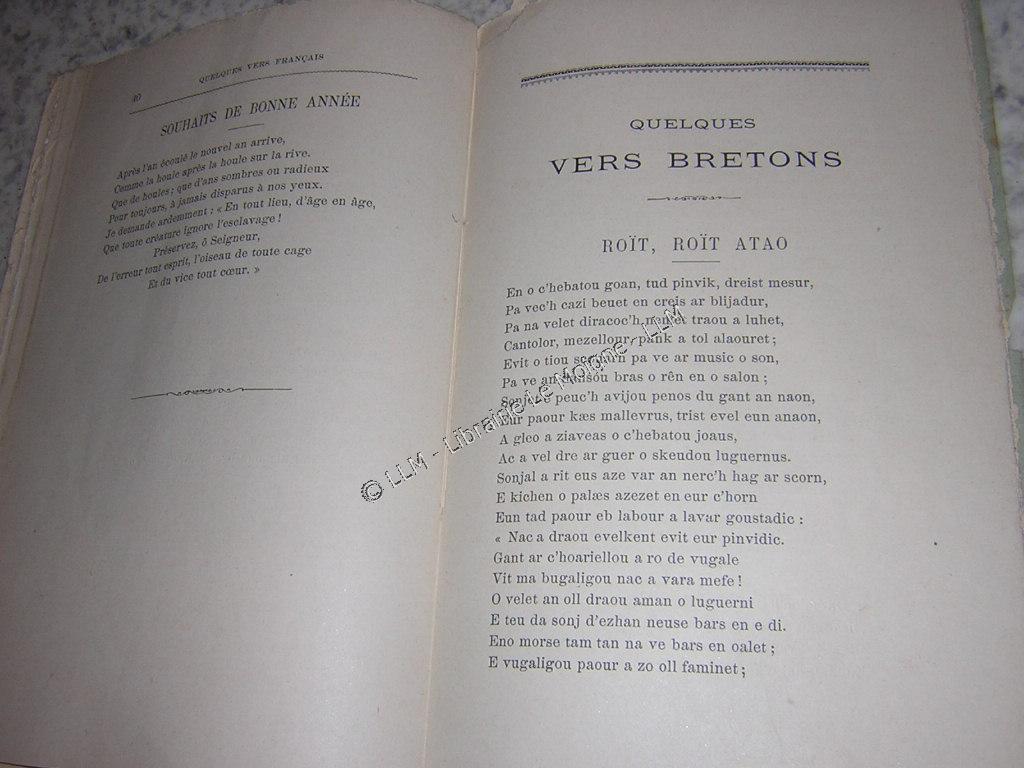 40
QUELQUES VERS FRANÇAIS
SOUHAITS DE BONNE ANNÉE
Après l'an écoulé le nouvel an arrive,
Comme la houle après la houle sur la rive.
Que de houles; que d'ans sombres ou radieux
Pour toujours, à jamais disparus à nos yeux.
Je demande ardemment : « En tout lieu, d'âge en âge,
Que toute créature ignore l'esclavage !
Préservez, ô Seigneur,
De l'erreur tout esprit, l'oiseau de toute cage
Et du vice tout cœur. »
QUELQUES
VERS BRETONS
ROÏT, ROÏT ATAO
En o c'hebatou goan, tud pinvik, dreist mesur,
Pa vec'h cazi beuet en creis ar blijadur,
Pa na velet diracoc'h nemet traou a luhet,
Cantolor, mezellour, pank a tol alaouret ;
Evit o tiou scouarn pa ve ar music o son,
Pa ve an bras o rên en o salon ;
peuc'h avijou penos du gant an naon,
Eur paour kæs mallevrus, trist evel eun anaon,
A gleo a ziaveas o c'hebatou joaus,
Ac a vel dre ar guer o skeudou luguernus.
Sonjal a rit eus aze var an nerc'h hag ar scorn,
E kichen o palæs azezet en eur c'horn
Eun tad paour eb labour a lavar goustadic :
« Nac a draou evelkent evit eur pinvidic.
Gant ar c'hoariellou a ro de vugale
Vit ma bugaligou nac a vara mefe !
O velet an oll draou aman o luguerni
E teu da sonj d'ezhan neuse bars en e di.
Eno morse tam tan na ve bars en oalet ;
E vugaligou paour a zo oll faminet ;
© LLM - Librairie Le Moigne - LLM